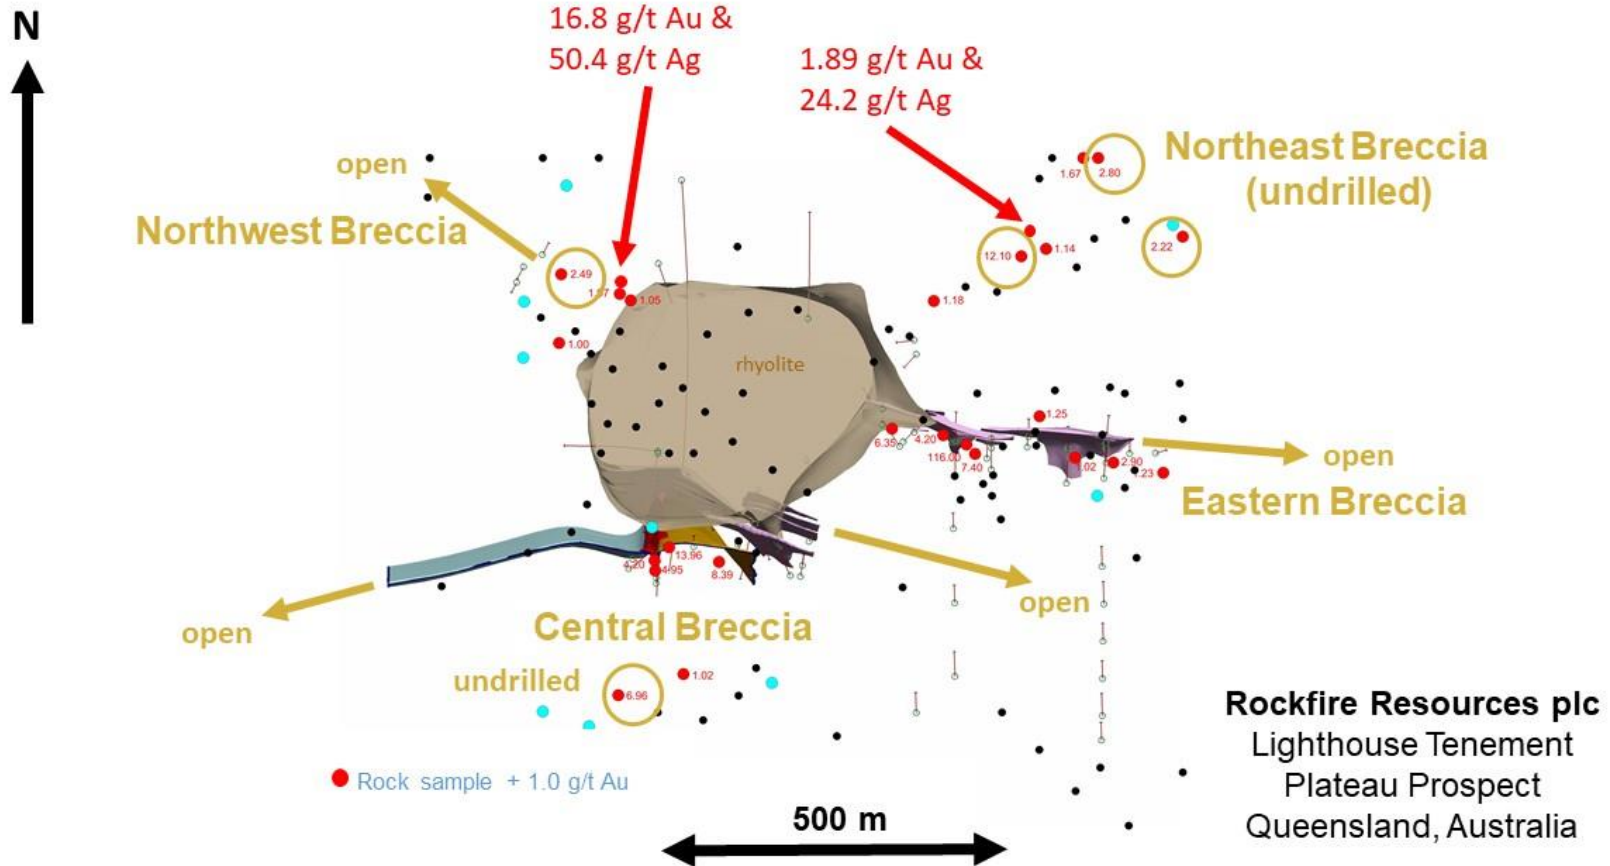 N
16.8 g/t Au &
50.4 g/t Ag
1.89 g/t Au &
24.2 g/t Ag
open
Northwest Breccia
Northeast Breccia
(undrilled)
1.67
2.80
2.22
12.10
1.14
1.18
2.49
1.05
1.00
rhyolite
1.25
6.35
4.20
116.00
7.40
2.90
open
Eastern Breccia
13.96
4.20
4.95
8.39
open
open
Central Breccia
undrilled
1.02
6.96
Rock sample + 1.0 g/t Au
500 m
Rockfire Resources plc
Lighthouse Tenement
Plateau Prospect
Queensland, Australia